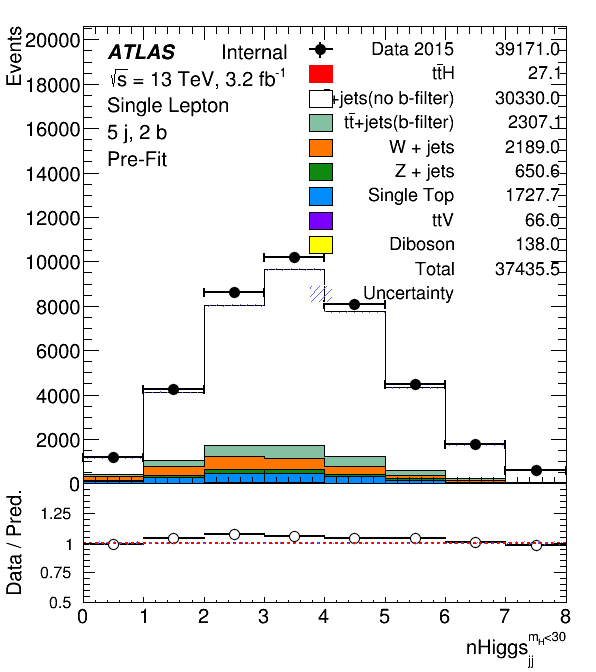 Events
20000
18000
16000
14000
12000
10000
8000
6000
4000
2000
0
ATLAS Internal
√s = 13 TeV, 3.2 fb⁻¹
Single Lepton
5 j, 2 b
Pre-Fit
Data 2015 39171.0
tt̄H 27.1
+jets(no b-filter) 30330.0
tt̄+jets(b-filter) 2307.1
W + jets 2189.0
Z + jets 650.6
Single Top 1727.7
ttV 66.0
Diboson 138.0
Total 37435.5
Uncertainty
Data / Pred.
1.25
1
0.75
0.5
0 1 2 3 4 5 6 7 8
nHiggs_jj^{m_H<30}